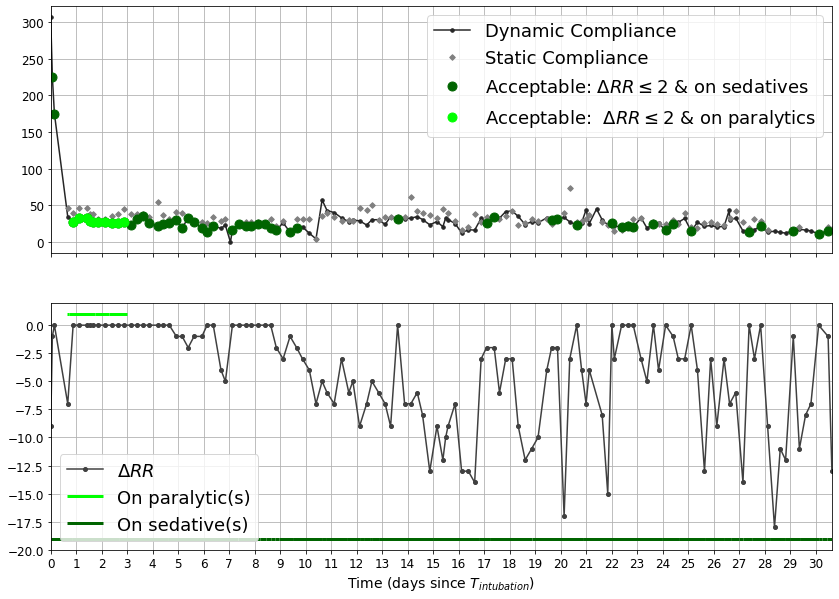 300
250
200
150
100
50
0
Dynamic Compliance
Static Compliance
Acceptable: ΔRR ≤ 2 & on sedatives
Acceptable: ΔRR ≤ 2 & on paralytics
0.0
−2.5
−5.0
−7.5
−10.0
−12.5
−15.0
−17.5
−20.0
ΔRR
On paralytic(s)
On sedative(s)
0 1 2 3 4 5 6 7 8 9 10 11 12 13 14 15 16 17 18 19 20 21 22 23 24 25 26 27 28 29 30
Time (days since T_intubation)